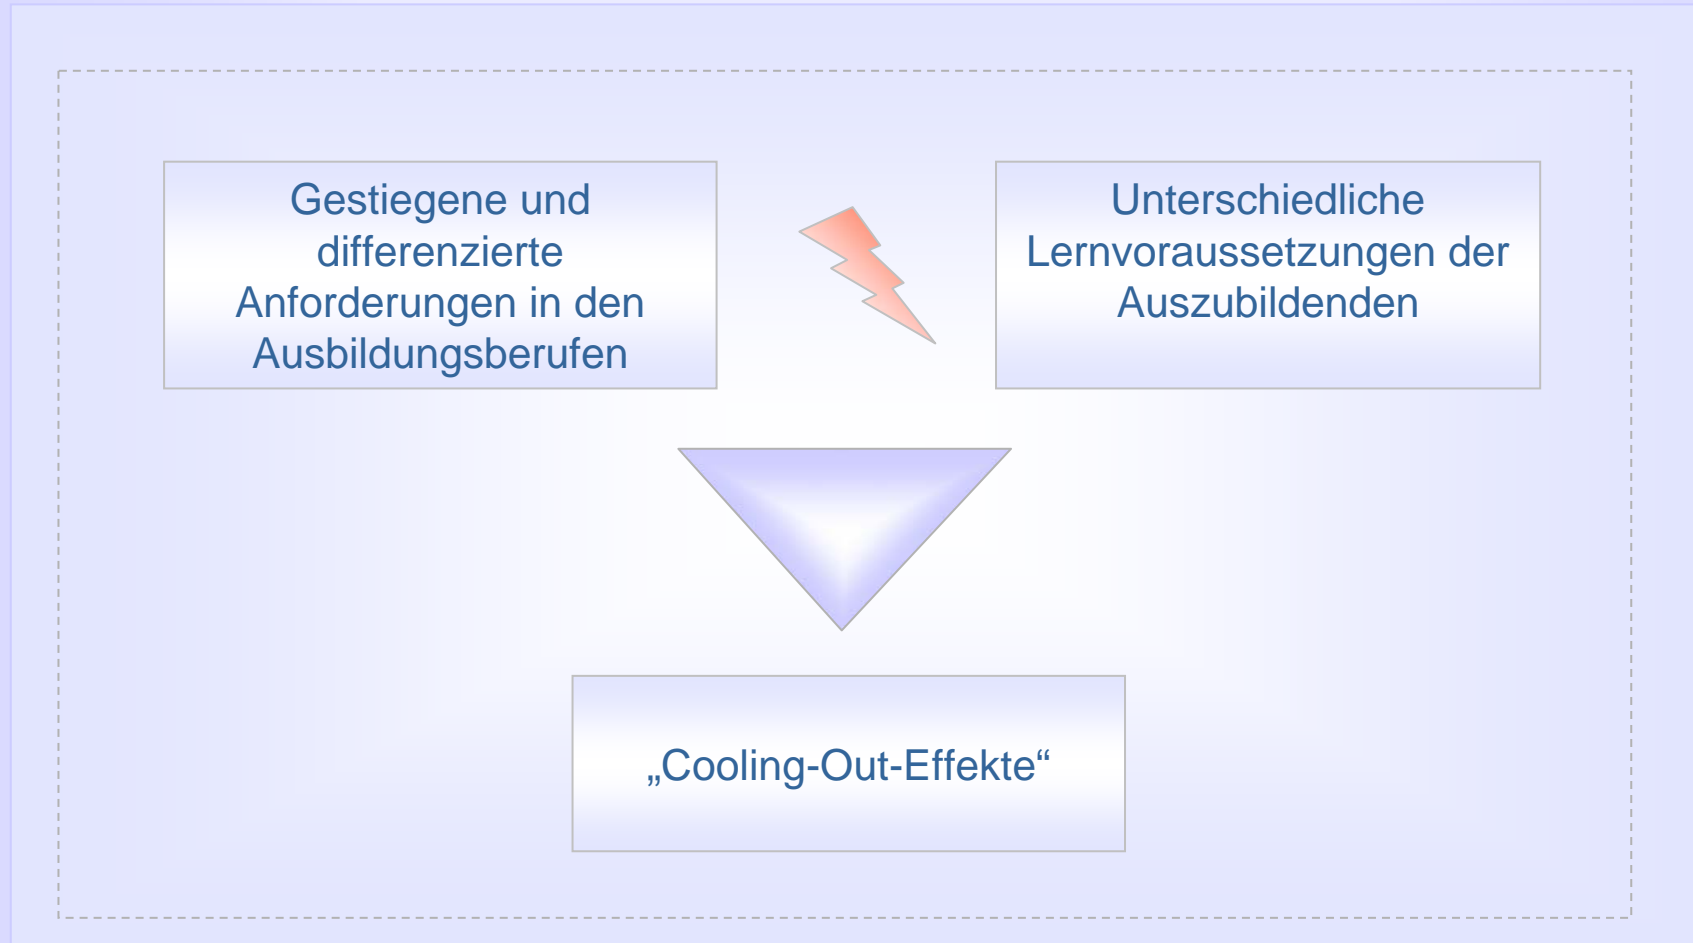 Gestiegene und
differenzierte
Anforderungen in den
Ausbildungsberufen
Unterschiedliche
Lernvoraussetzungen der
Auszubildenden
„Cooling-Out-Effekte“